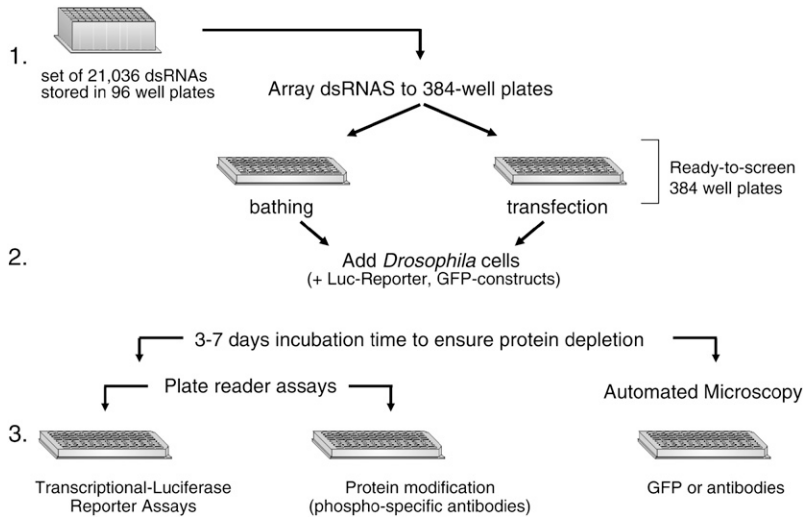 1.
set of 21,036 dsRNAs
stored in 96 well plates
Array dsRNAS to 384-well plates
bathing
transfection
Ready-to-screen
384 well plates
2.
Add Drosophila cells
(+ Luc-Reporter, GFP-constructs)
3-7 days incubation time to ensure protein depletion
Plate reader assays
Automated Microscopy
3.
Transcriptional-Luciferase
Reporter Assays
Protein modification
(phospho-specific antibodies)
GFP or antibodies